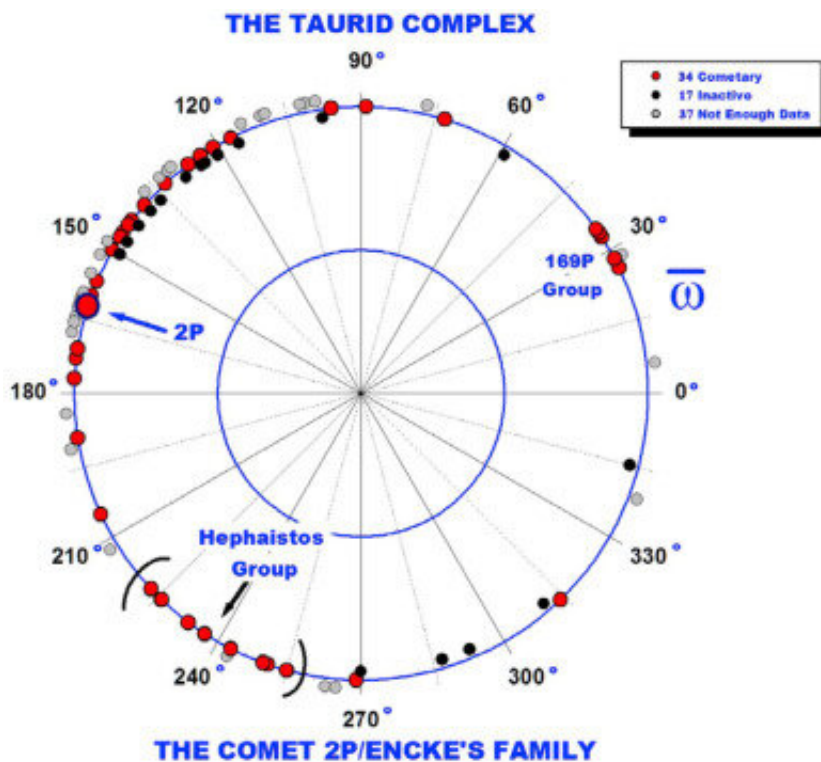 THE TAURID COMPLEX
90°
34 Cometary
17 Inactivo
37 Not Enough Data
120°
60°
150°
30°
169P
Group
ω
2P
180°
0°
Hephaistos
Group
210°
330°
240°
300°
270°
THE COMET 2P/ENCKE'S FAMILY